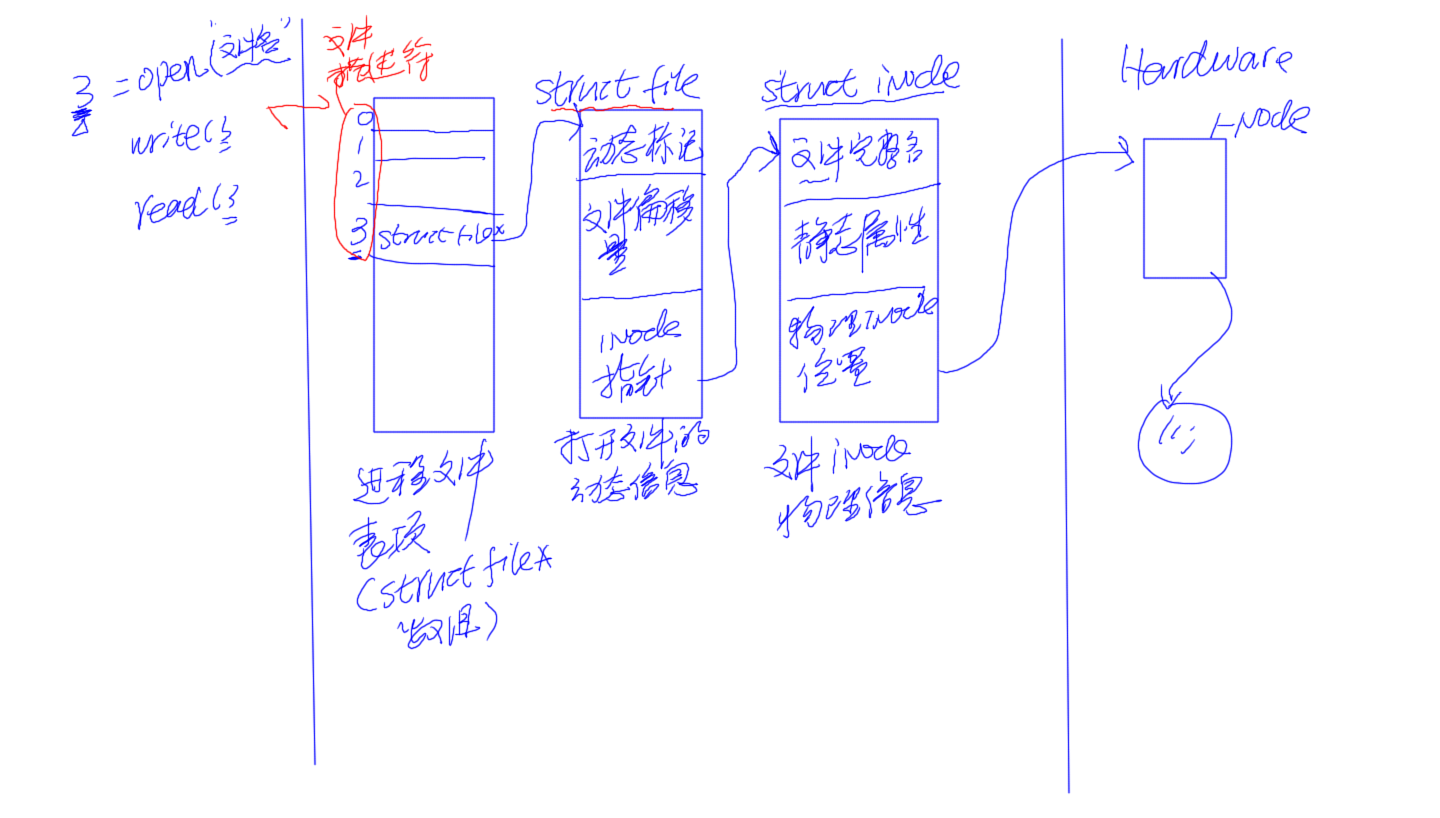 3 = open("文件名"
write(3
read(3
文件
描述符
0
1
2
3 struct file*
进程文件
表项
(struct file*
数组)
struct file
动态标记
文件偏移
量
inode
指针
打开文件的
动态信息
struct inode
文件完整名
静态属性
物理inode
位置
文件inode
物理信息
Hardware
i-Node